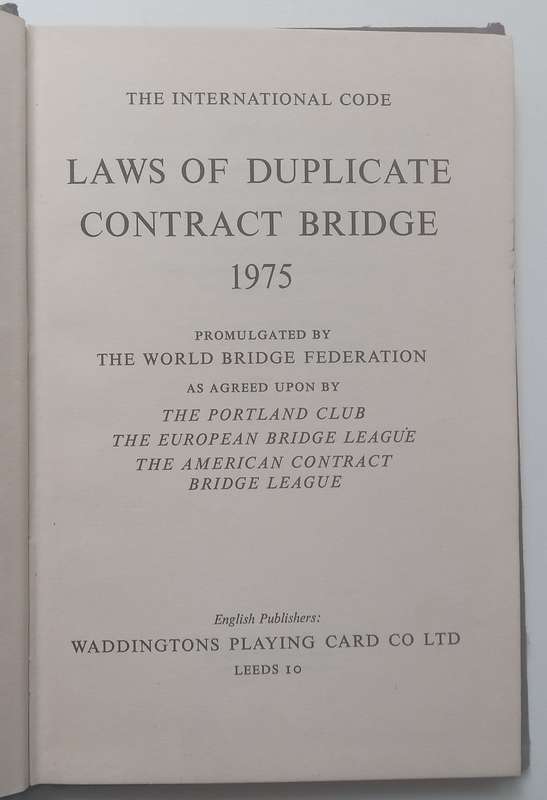 THE INTERNATIONAL CODE
LAWS OF DUPLICATE
CONTRACT BRIDGE
1975
PROMULGATED BY
THE WORLD BRIDGE FEDERATION
AS AGREED UPON BY
THE PORTLAND CLUB
THE EUROPEAN BRIDGE LEAGUE
THE AMERICAN CONTRACT
BRIDGE LEAGUE
English Publishers:
WADDINGTONS PLAYING CARD CO LTD
LEEDS 10